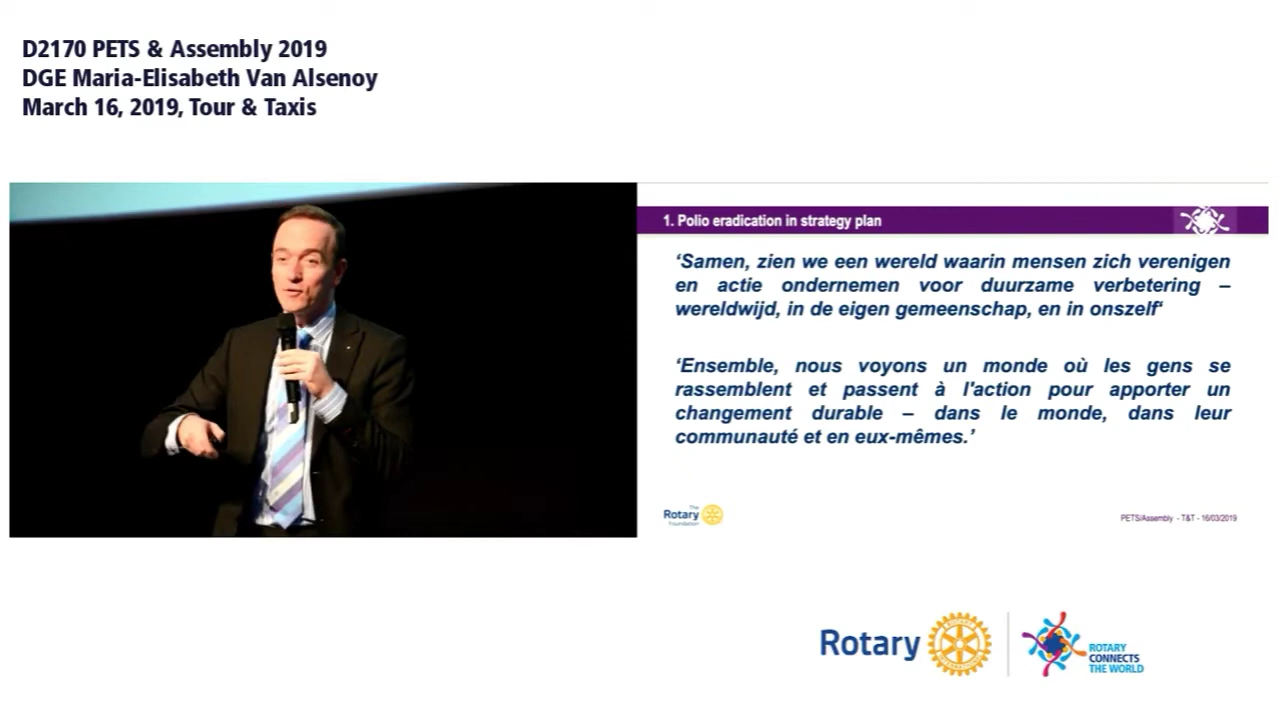 D2170 PETS & Assembly 2019
DGE Maria-Elisabeth Van Alsenoy
March 16, 2019, Tour & Taxis
1. Polio eradication in strategy plan
‘Samen, zien we een wereld waarin mensen zich verenigen
en actie ondernemen voor duurzame verbetering –
wereldwijd, in de eigen gemeenschap, en in onszelf‘
‘Ensemble, nous voyons un monde où les gens se
rassemblent et passent à l'action pour apporter un
changement durable – dans le monde, dans leur
communauté et en eux-mêmes.’
The
Rotary
Foundation
PETS/Assembly - T&T - 16/03/2019
Rotary
ROTARY
CONNECTS
THE WORLD